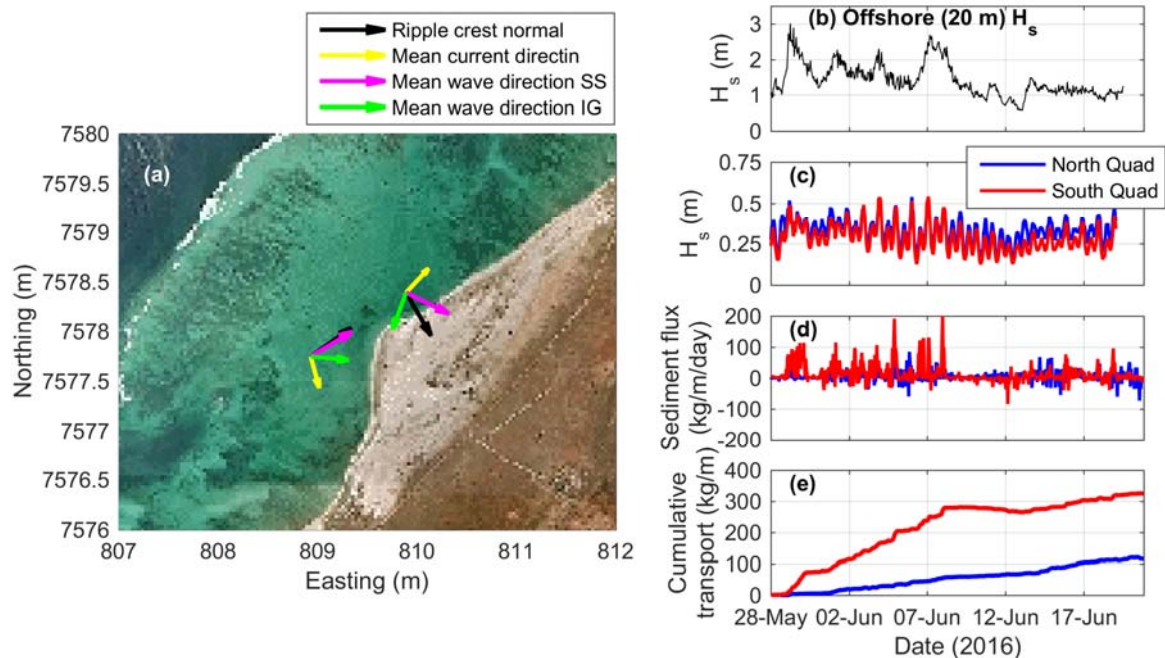 Ripple crest normal
Mean current directin
Mean wave direction SS
Mean wave direction IG
(a)
7580
7579.5
7579
7578.5
7578
7577.5
7577
7576.5
7576
Northing (m)
807 808 809 810 811 812
Easting (m)
(b) Offshore (20 m) Hs
3
2
1
0
Hs (m)
North Quad
South Quad
(c)
0.75
0.5
0.25
0
Hs (m)
(d)
200
100
0
-100
-200
Sediment flux
(kg/m/day)
(e)
400
300
200
100
0
Cumulative
transport (kg/m)
28-May 02-Jun 07-Jun 12-Jun 17-Jun
Date (2016)